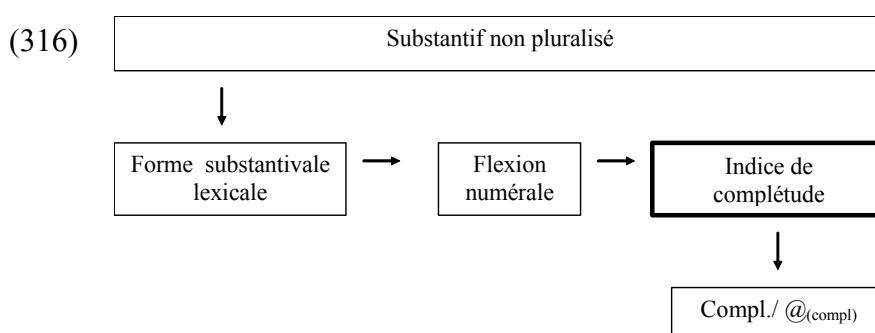 (316)
Substantif non pluralisé
Forme substantivale
lexicale
Flexion
numérale
Indice de
complétude
Compl./ @(compl)